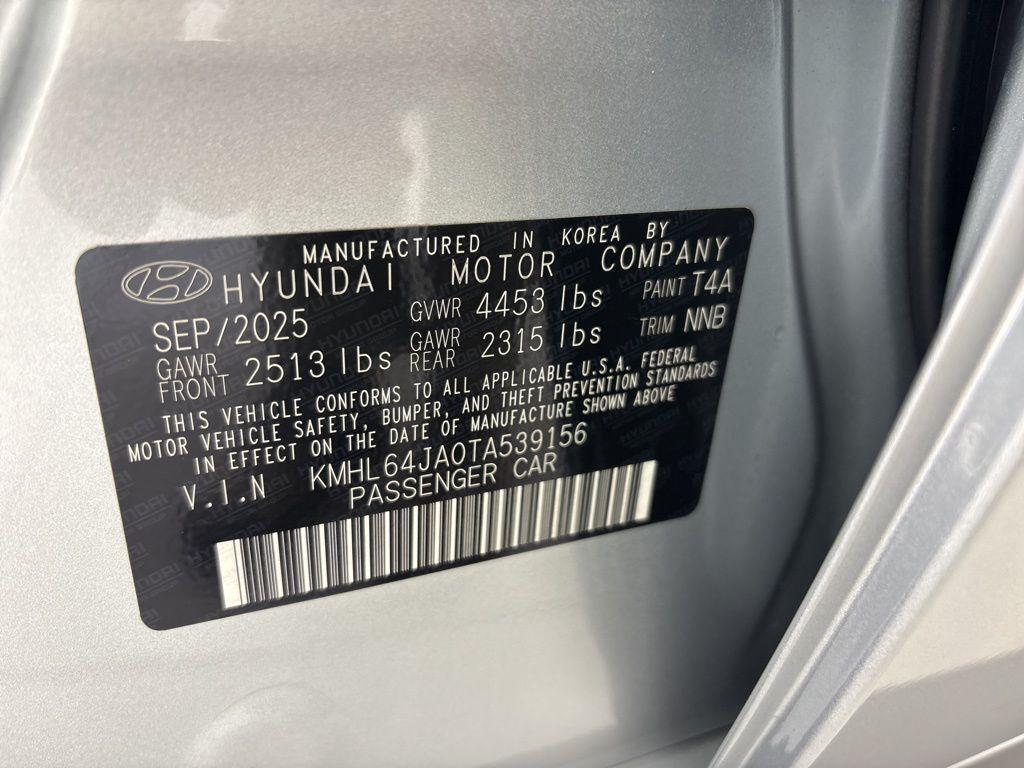 MANUFACTURED IN KOREA BY
HYUNDAI MOTOR COMPANY
SEP/2025 GVWR 4453 lbs PAINT T4A
GAWR FRONT 2513 lbs GAWR REAR 2315 lbs TRIM NNB
THIS VEHICLE CONFORMS TO ALL APPLICABLE U.S.A. FEDERAL
MOTOR VEHICLE SAFETY, BUMPER, AND THEFT PREVENTION STANDARDS
IN EFFECT ON THE DATE OF MANUFACTURE SHOWN ABOVE
V.I.N KMHL64JA0TA539156
PASSENGER CAR